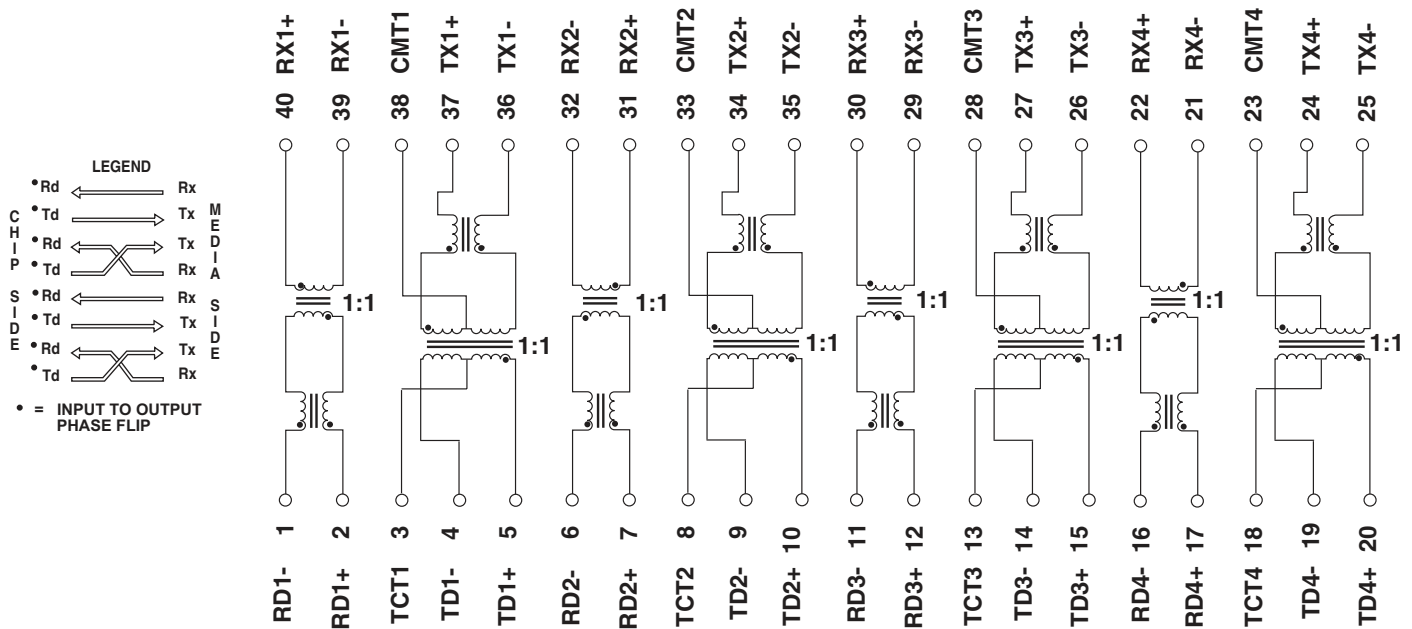 RX1+ RX1- CMT1 TX1+ TX1- RX2- RX2+ CMT2 TX2+ TX2- RX3+ RX3- CMT3 TX3+ TX3- RX4+ RX4- CMT4 TX4+ TX4-
40 39 38 37 36 32 31 33 34 35 30 29 28 27 26 22 21 23 24 25
LEGEND
CHIP SIDE
MEDIA SIDE
• Rd Rx
• Td Tx
• Rd Tx
• Td Rx
• Rd Rx
• Td Tx
• Rd Tx
• Td Rx
• = INPUT TO OUTPUT
PHASE FLIP
1:1 1:1 1:1 1:1 1:1 1:1 1:1 1:1
1 2 3 4 5 6 7 8 9 10 11 12 13 14 15 16 17 18 19 20
RD1- RD1+ TCT1 TD1- TD1+ RD2- RD2+ TCT2 TD2- TD2+ RD3- RD3+ TCT3 TD3- TD3+ RD4- RD4+ TCT4 TD4- TD4+